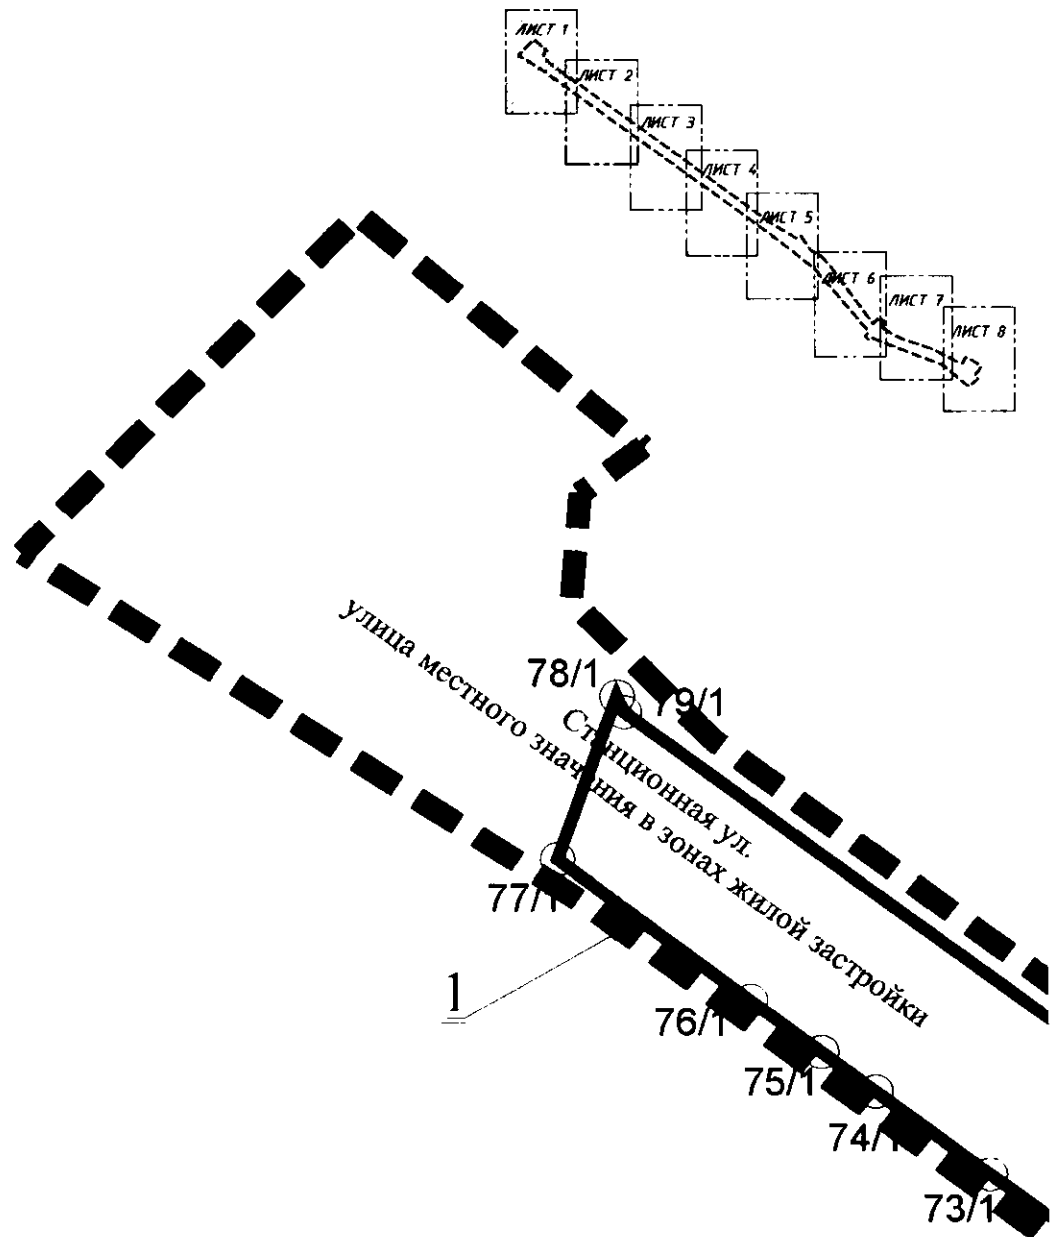 ЛИСТ 1
ЛИСТ 2
ЛИСТ 3
ЛИСТ 4
ЛИСТ 5
ЛИСТ 6
ЛИСТ 7
ЛИСТ 8
78/1
79/1
улица местного значения в зонах жилой застройки
Станционная ул.
77/1
1
76/1
75/1
74/1
73/1